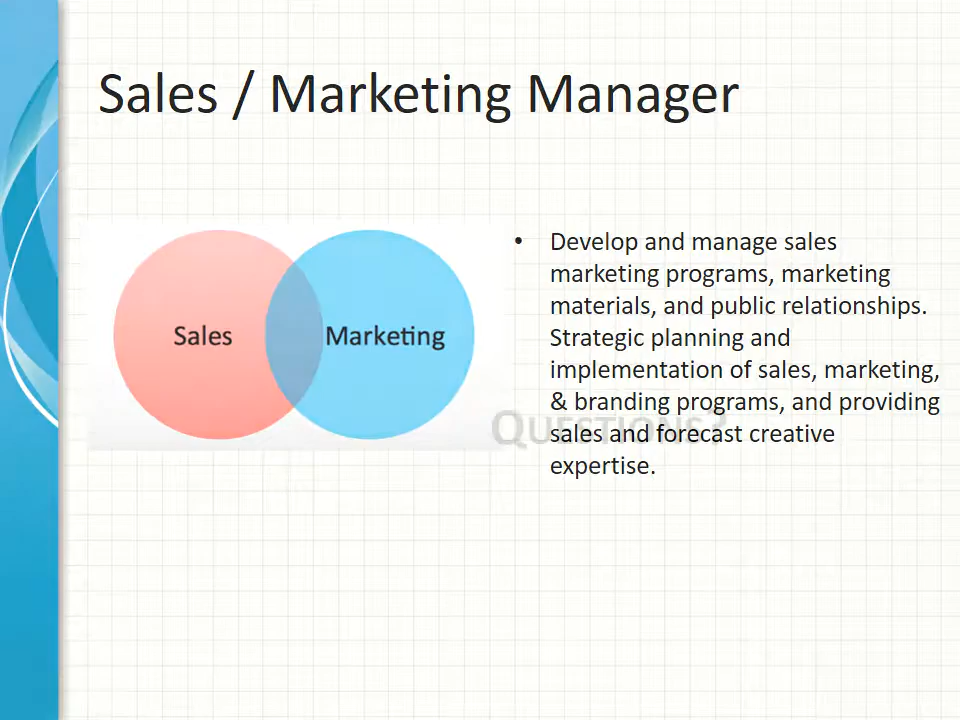 Sales / Marketing Manager
Sales
Marketing
• Develop and manage sales
marketing programs, marketing
materials, and public relationships.
Strategic planning and
implementation of sales, marketing,
& branding programs, and providing
sales and forecast creative
expertise.
QUESTIONS?